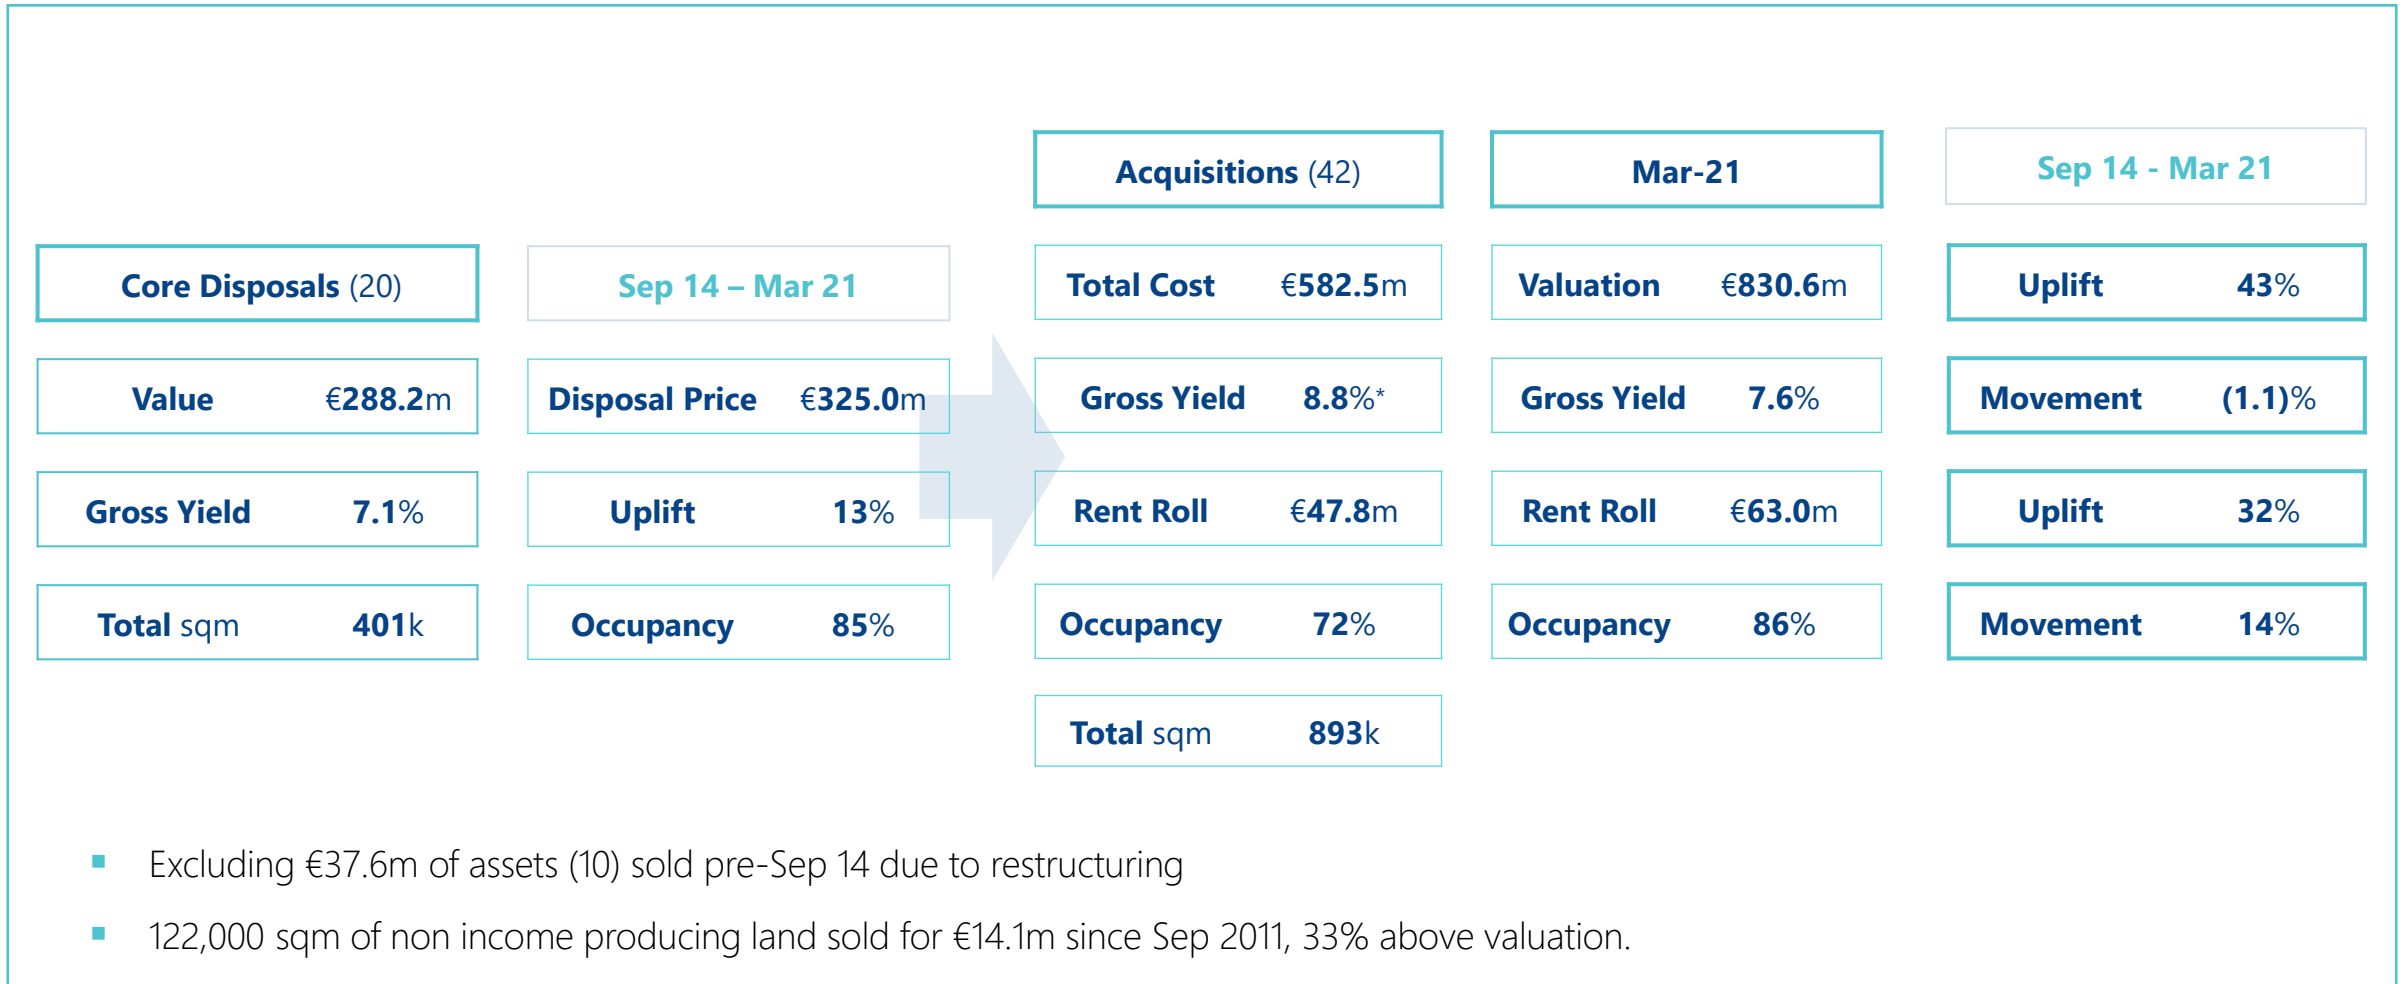 Core Disposals (20)
Value €288.2m
Gross Yield 7.1%
Total sqm 401k
Sep 14 – Mar 21
Disposal Price €325.0m
Uplift 13%
Occupancy 85%
Acquisitions (42)
Total Cost €582.5m
Gross Yield 8.8%*
Rent Roll €47.8m
Occupancy 72%
Total sqm 893k
Mar-21
Valuation €830.6m
Gross Yield 7.6%
Rent Roll €63.0m
Occupancy 86%
Sep 14 - Mar 21
Uplift 43%
Movement (1.1)%
Uplift 32%
Movement 14%
▪ Excluding €37.6m of assets (10) sold pre-Sep 14 due to restructuring
▪ 122,000 sqm of non income producing land sold for €14.1m since Sep 2011, 33% above valuation.